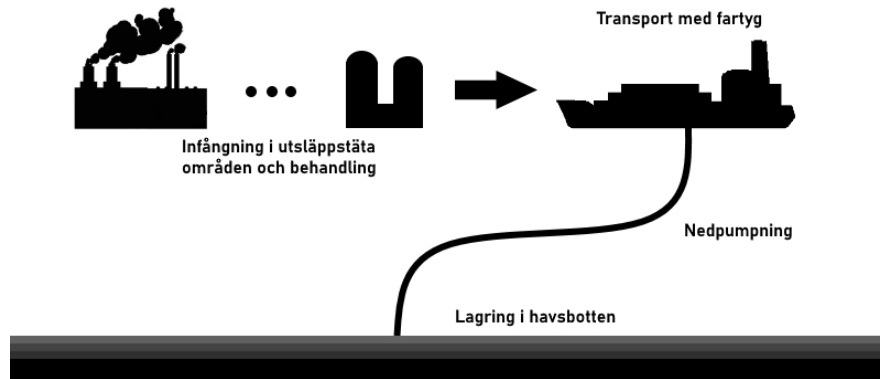 Transport med fartyg
Infångning i utsläppstäta
områden och behandling
Nedpumpning
Lagring i havsbotten